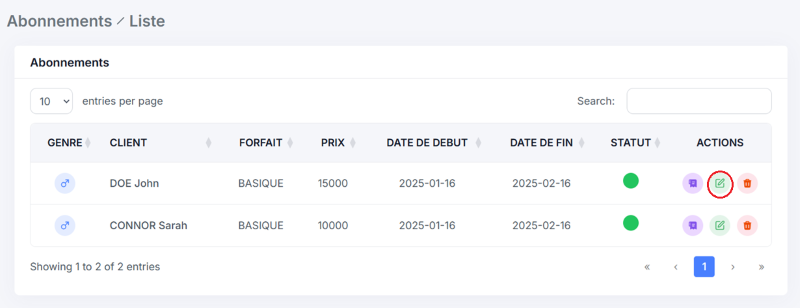 Abonnements / Liste
Abonnements
10 entries per page Search:
GENRE CLIENT FORFAIT PRIX DATE DE DEBUT DATE DE FIN STATUT ACTIONS
DOE John BASIQUE 15000 2025-01-16 2025-02-16
CONNOR Sarah BASIQUE 10000 2025-01-16 2025-02-16
Showing 1 to 2 of 2 entries « ‹ 1 › »